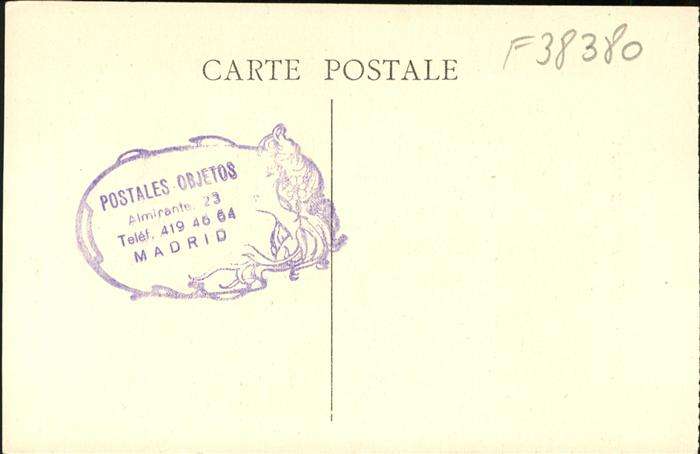 F38380
CARTE POSTALE
POSTALES-OBJETOS
Almirante, 23
Teléf. 419 46 64
MADRID